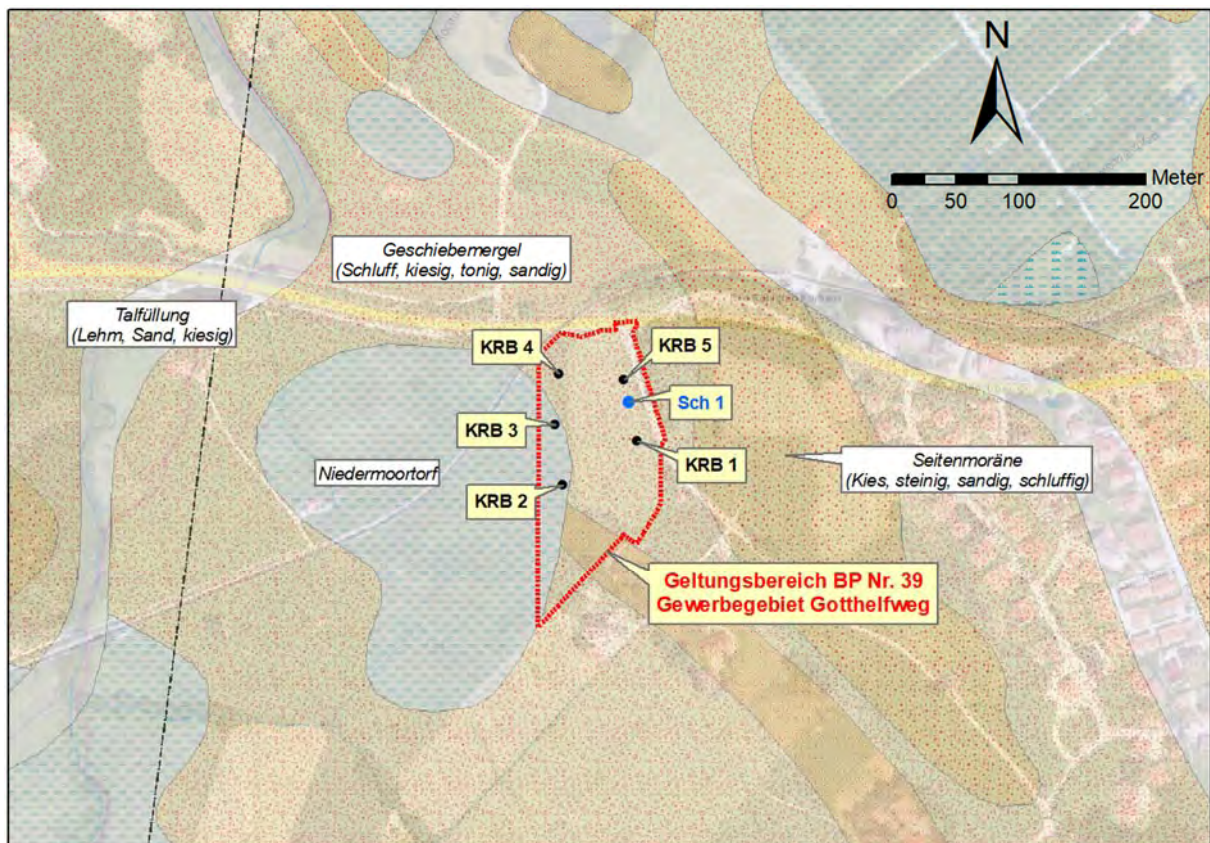 N
Meter
0 50 100 200
Geschiebemergel
(Schluff, kiesig, tonig, sandig)
Talfüllung
(Lehm, Sand, kiesig)
KRB 4
KRB 5
Sch 1
KRB 3
KRB 1
Niedermoortorf
Seitenmoräne
(Kies, steinig, sandig, schluffig)
KRB 2
Geltungsbereich BP Nr. 39
Gewerbegebiet Gotthelfweg